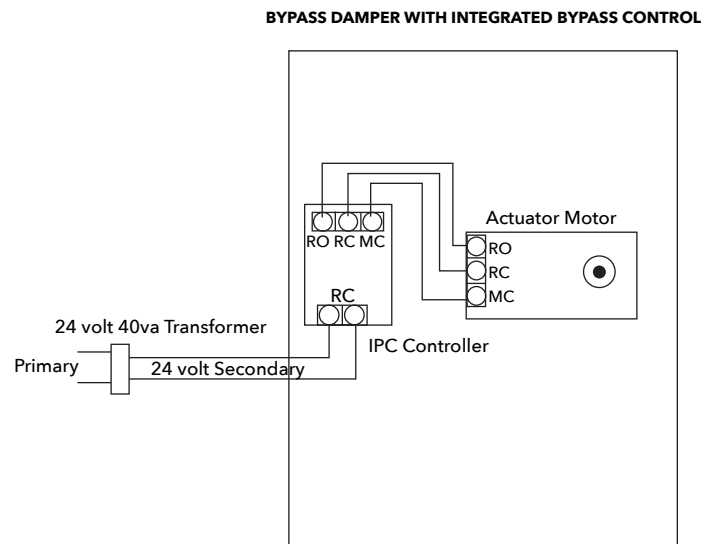 BYPASS DAMPER WITH INTEGRATED BYPASS CONTROL
Actuator Motor
RO RC MC
RO
RC
MC
RC
24 volt 40va Transformer
IPC Controller
Primary
24 volt Secondary